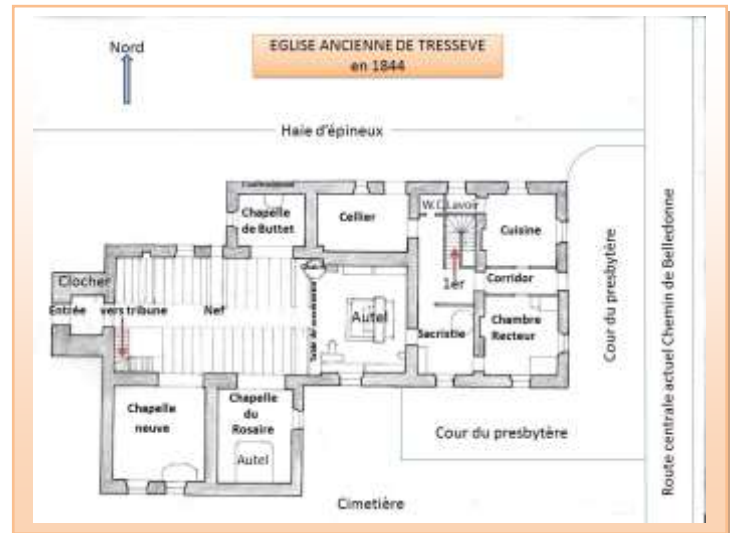 EGLISE ANCIENNE DE TRESSEVE
en 1844
Nord
Haie d'épineux
Chapelle
de Buttet
Cellier
W.C
Lavoir
Cuisine
Clocher
Entrée
vers tribune
Nef
Autel
1er
Corridor
Sacristie
Chambre
Recteur
Chapelle
neuve
Chapelle
du
Rosaire
Autel
Cour du presbytère
Cimetière
Cour du presbytère
Route centrale actuel Chemin de Belledonne